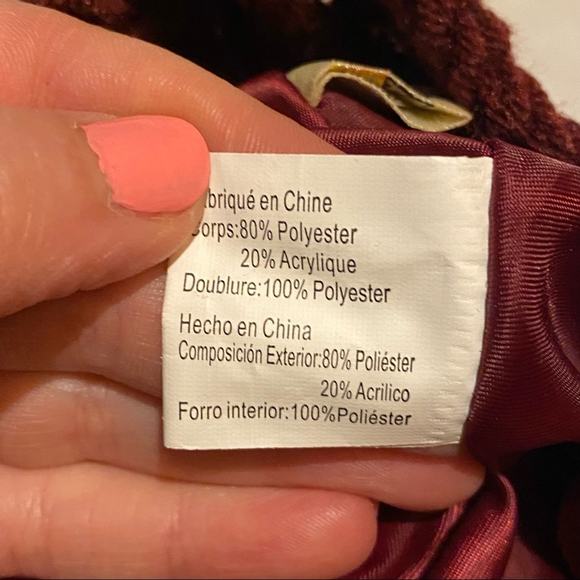 briqué en Chine
orps:80% Polyester
20% Acrylique
Doublure:100% Polyester
Hecho en China
Composición Exterior:80% Poliéster
20% Acrilico
Forro interior:100%Poliéster